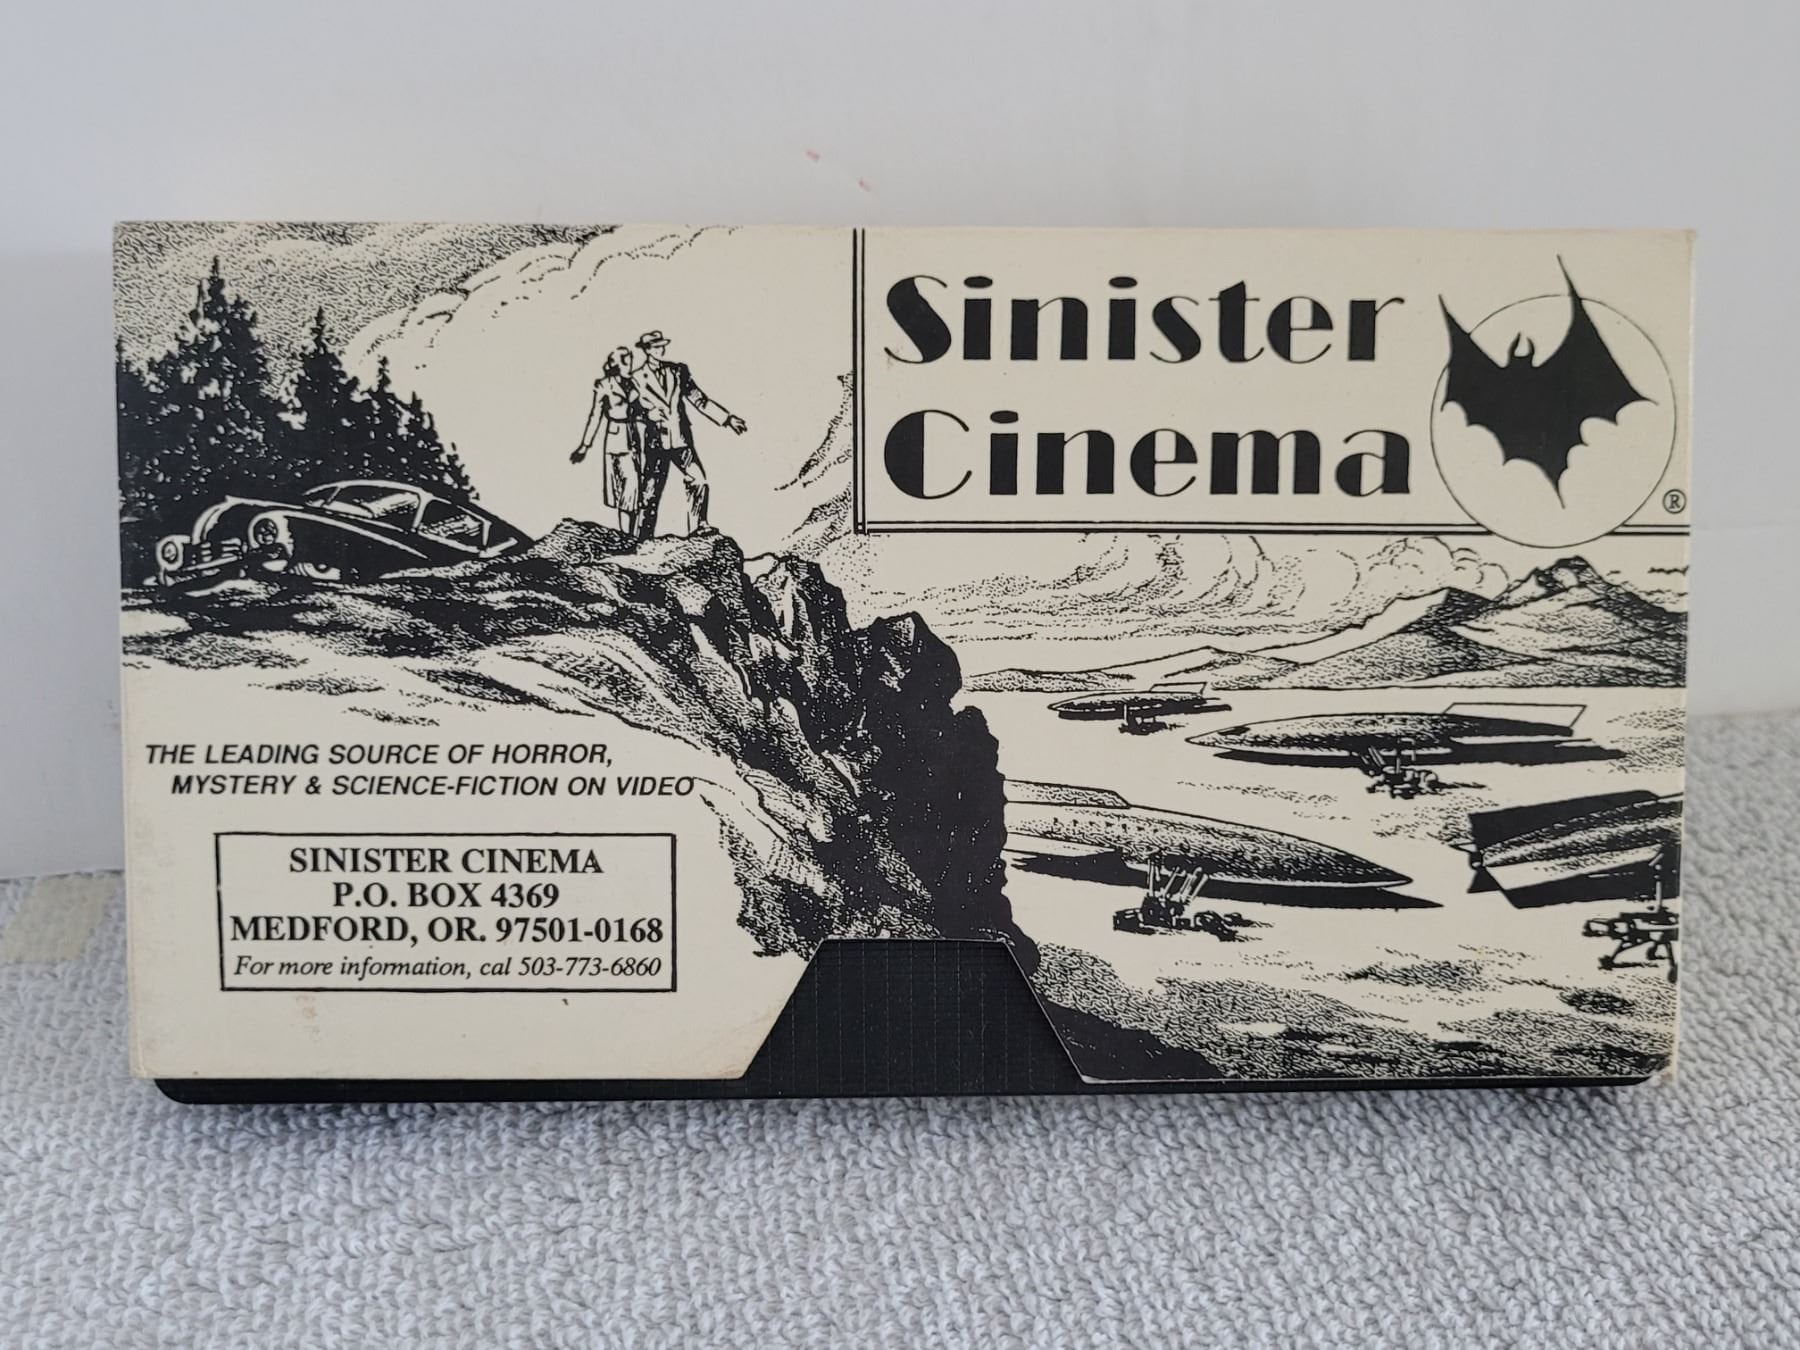 Sinister
Cinema
®
THE LEADING SOURCE OF HORROR,
MYSTERY & SCIENCE-FICTION ON VIDEO
SINISTER CINEMA
P.O. BOX 4369
MEDFORD, OR. 97501-0168
For more information, cal 503-773-6860